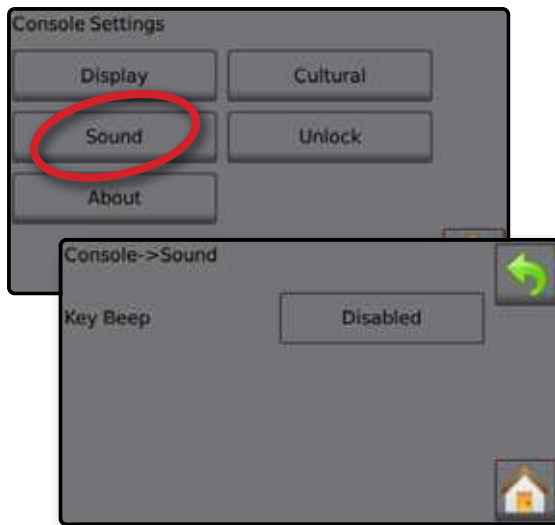 Console Settings
Display Cultural
Sound Unlock
About
Console->Sound
Key Beep Disabled